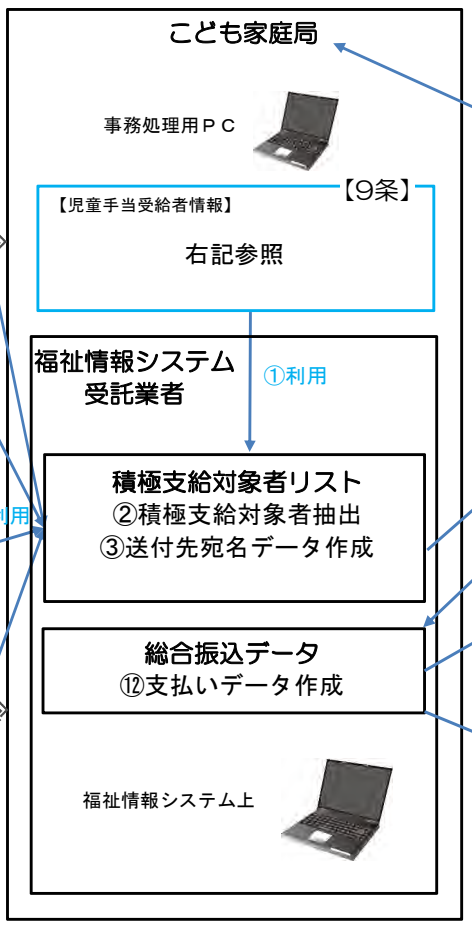 こども家庭局
事務処理用ＰＣ
【9条】
【児童手当受給者情報】
右記参照
福祉情報システム
受託業者
①利用
積極支給対象者リスト
②積極支給対象者抽出
③送付先宛名データ作成
利用
総合振込データ
⑫支払いデータ作成
福祉情報システム上